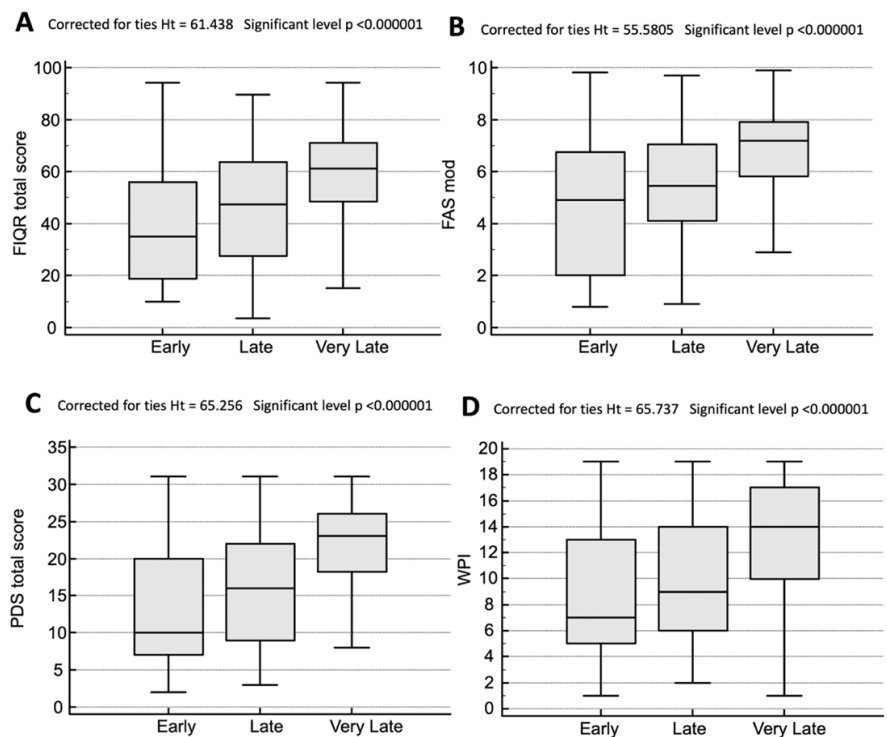 A Corrected for ties Ht = 61.438 Significant level p <0.000001
FIQR total score
100
80
60
40
20
0
Early Late Very Late
B Corrected for ties Ht = 55.5805 Significant level p <0.000001
FAS mod
10
8
6
4
2
0
Early Late Very Late
C Corrected for ties Ht = 65.256 Significant level p <0.000001
PDS total score
35
30
25
20
15
10
5
0
Early Late Very Late
D Corrected for ties Ht = 65.737 Significant level p <0.000001
WPI
20
18
16
14
12
10
8
6
4
2
0
Early Late Very Late